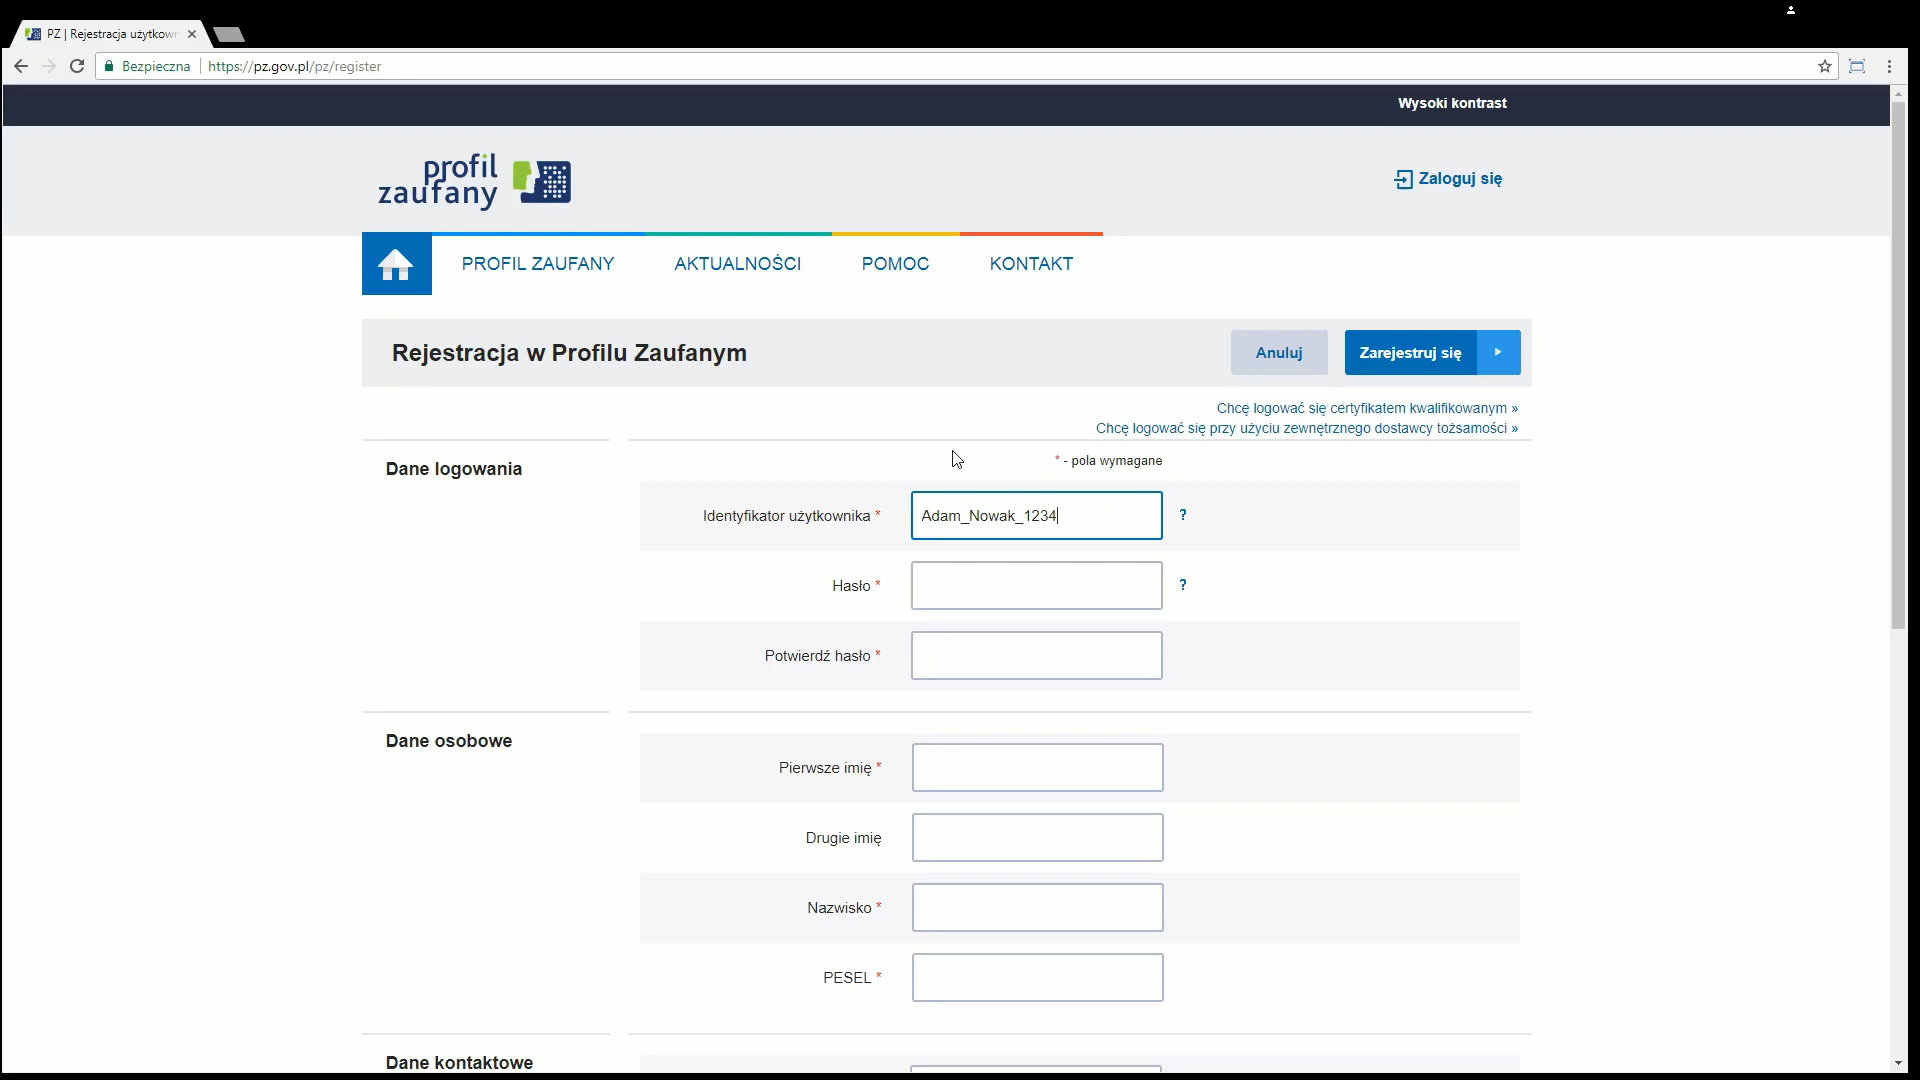 PZ | Rejestracja użytkown
Bezpieczna
https://pz.gov.pl/pz/register
Wysoki kontrast
profil
zaufany
Zaloguj się
PROFIL ZAUFANY AKTUALNOŚCI POMOC KONTAKT
Rejestracja w Profilu Zaufanym
Anuluj
Zarejestruj się
Chcę logować się certyfikatem kwalifikowanym »
Chcę logować się przy użyciu zewnętrznego dostawcy tożsamości »
Dane logowania
* - pola wymagane
Identyfikator użytkownika * Adam_Nowak_1234 ?
Hasło * ?
Potwierdź hasło *
Dane osobowe
Pierwsze imię *
Drugie imię
Nazwisko *
PESEL *
Dane kontaktowe